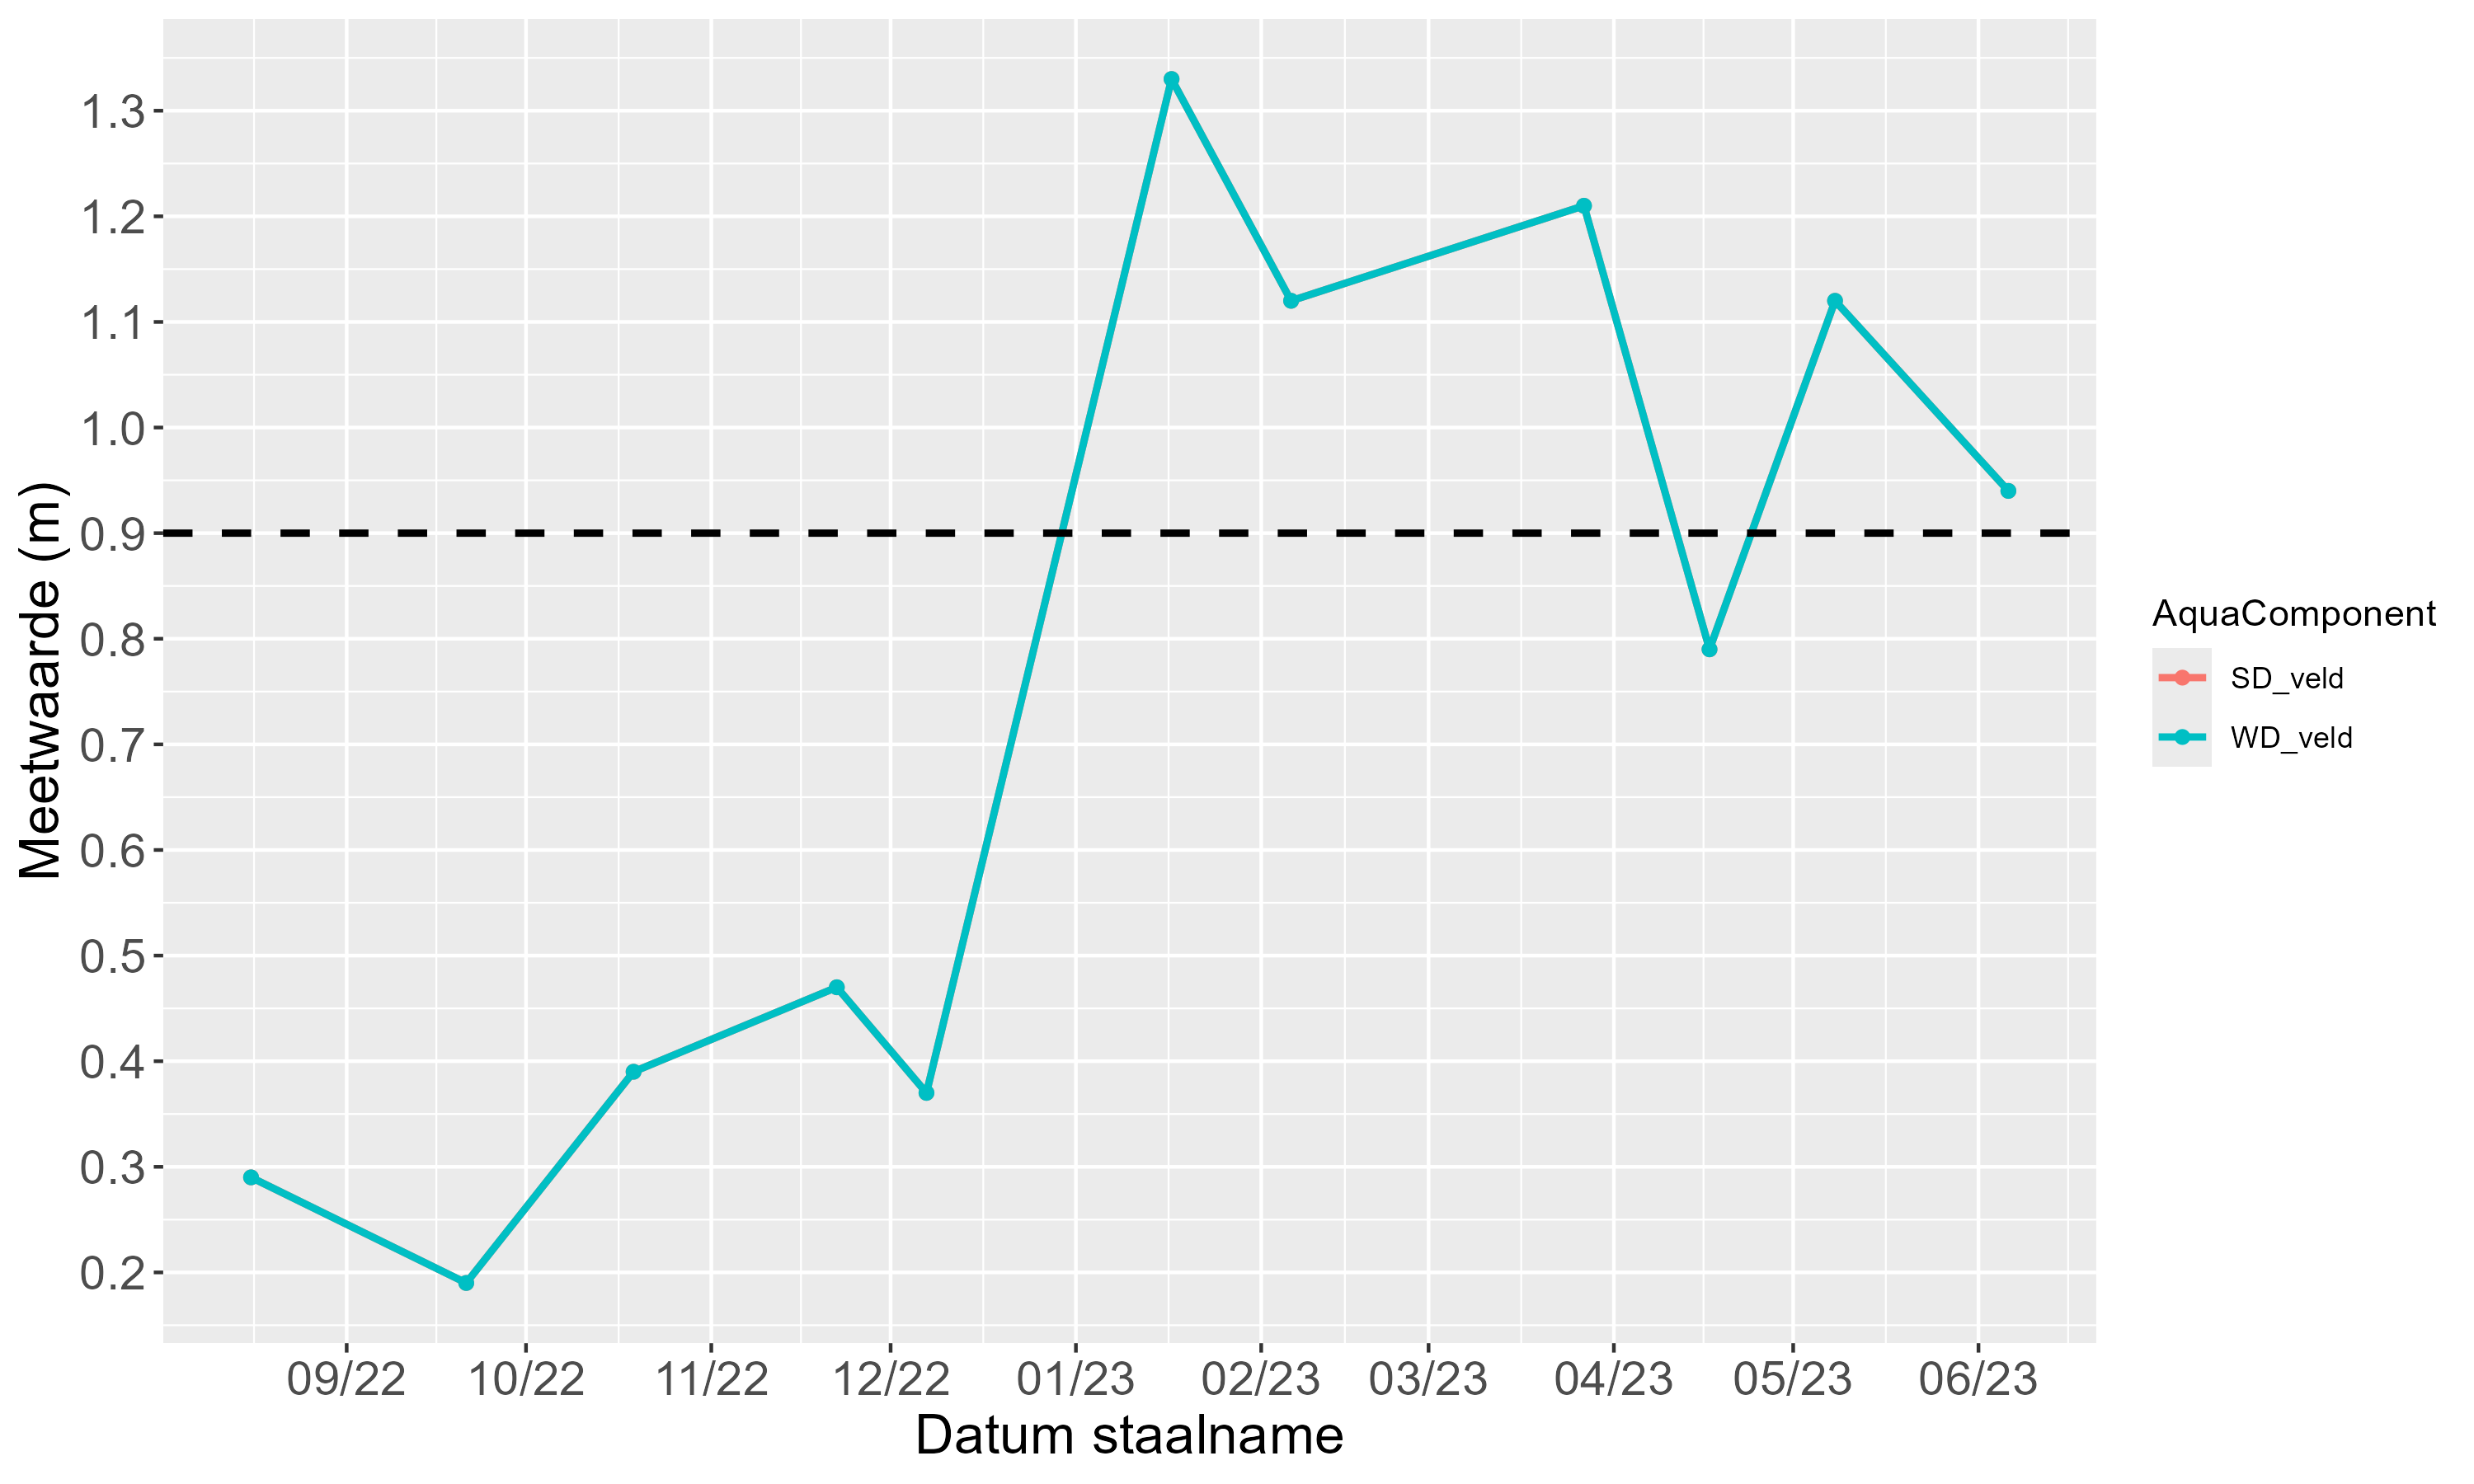 Meetwaarde (m)
1.3
1.2
1.1
1.0
0.9
0.8
0.7
0.6
0.5
0.4
0.3
0.2
09/22 10/22 11/22 12/22 01/23 02/23 03/23 04/23 05/23 06/23
Datum staalname
AquaComponent
SD_veld
WD_veld